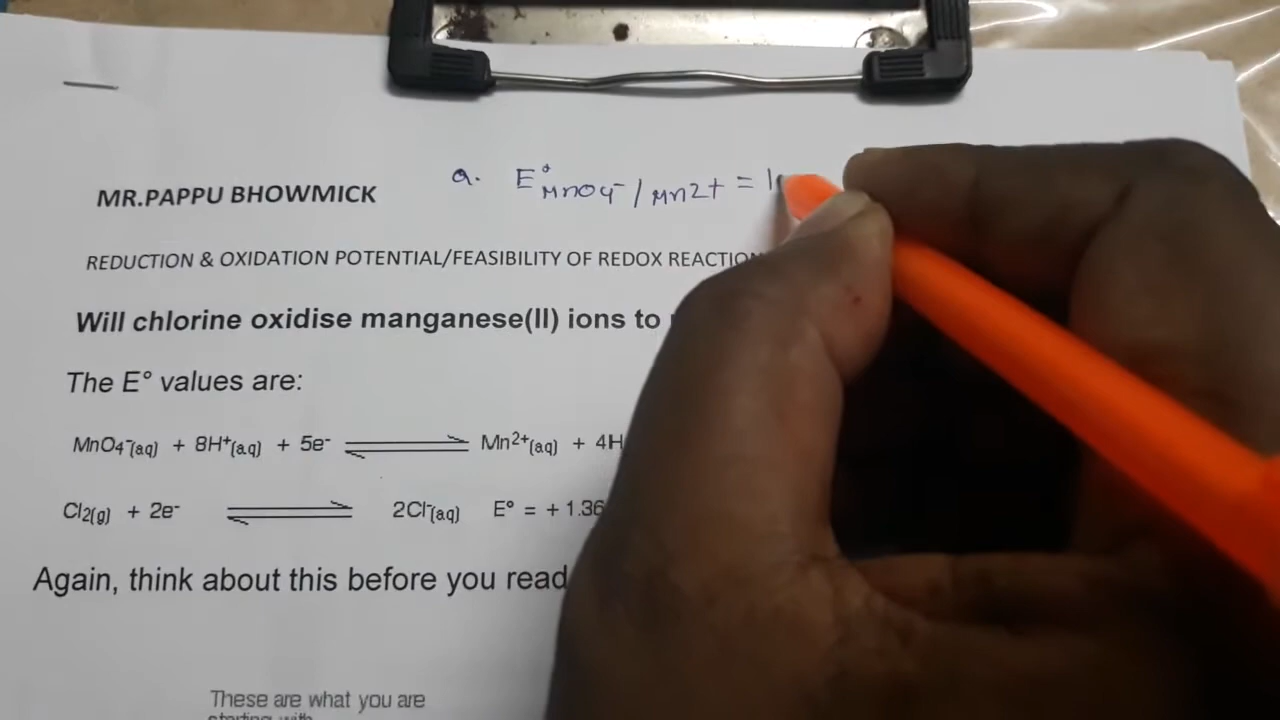 a. E° MnO4⁻ / Mn2+ = 1
MR.PAPPU BHOWMICK
REDUCTION & OXIDATION POTENTIAL/FEASIBILITY OF REDOX REACTION
Will chlorine oxidise manganese(II) ions to
The E° values are:
MnO4⁻(aq) + 8H⁺(aq) + 5e⁻ ⇌ Mn²⁺(aq) + 4H
Cl2(g) + 2e⁻ ⇌ 2Cl⁻(aq) E° = + 1.36
Again, think about this before you read
These are what you are
starting with